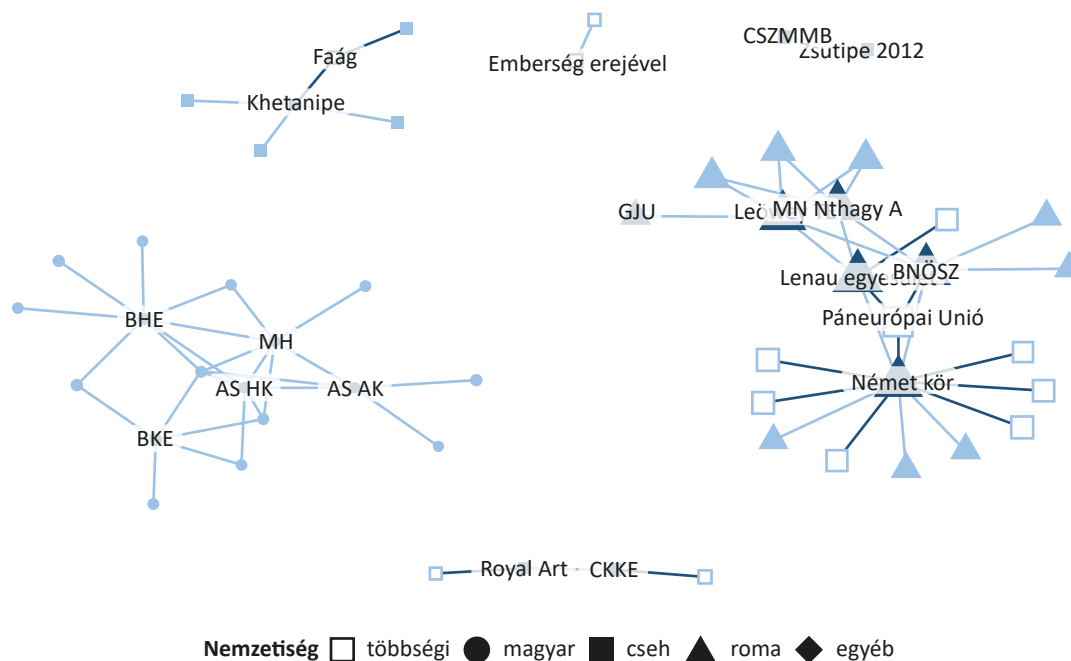 CSZMMB
Zsutipe 2012
Faág
Emberség erejével
Khetanipe
GJU
MN Nthagy A
Lenau egyesület
BNÖSZ
Páneurópai Unió
BHE
MH
AS HK
AS AK
Német kör
BKE
Royal Art
CKKE
Nemzetiség többségi magyar cseh roma egyéb